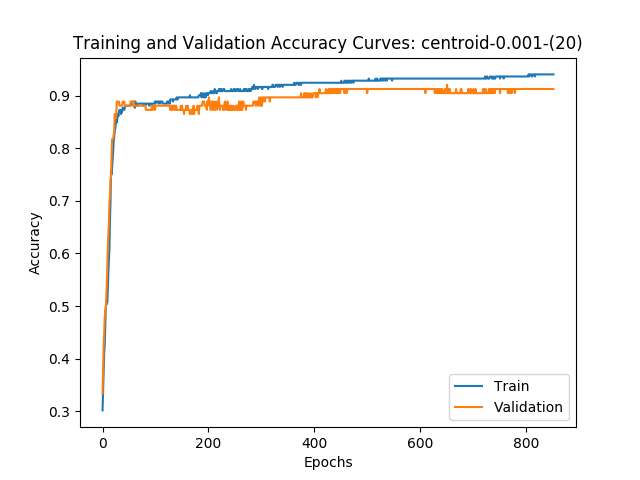 Training and Validation Accuracy Curves: centroid-0.001-(20)
0.9
0.8
0.7
0.6
0.5
0.4
0.3
Accuracy
0
200
400
600
800
Epochs
Train
Validation